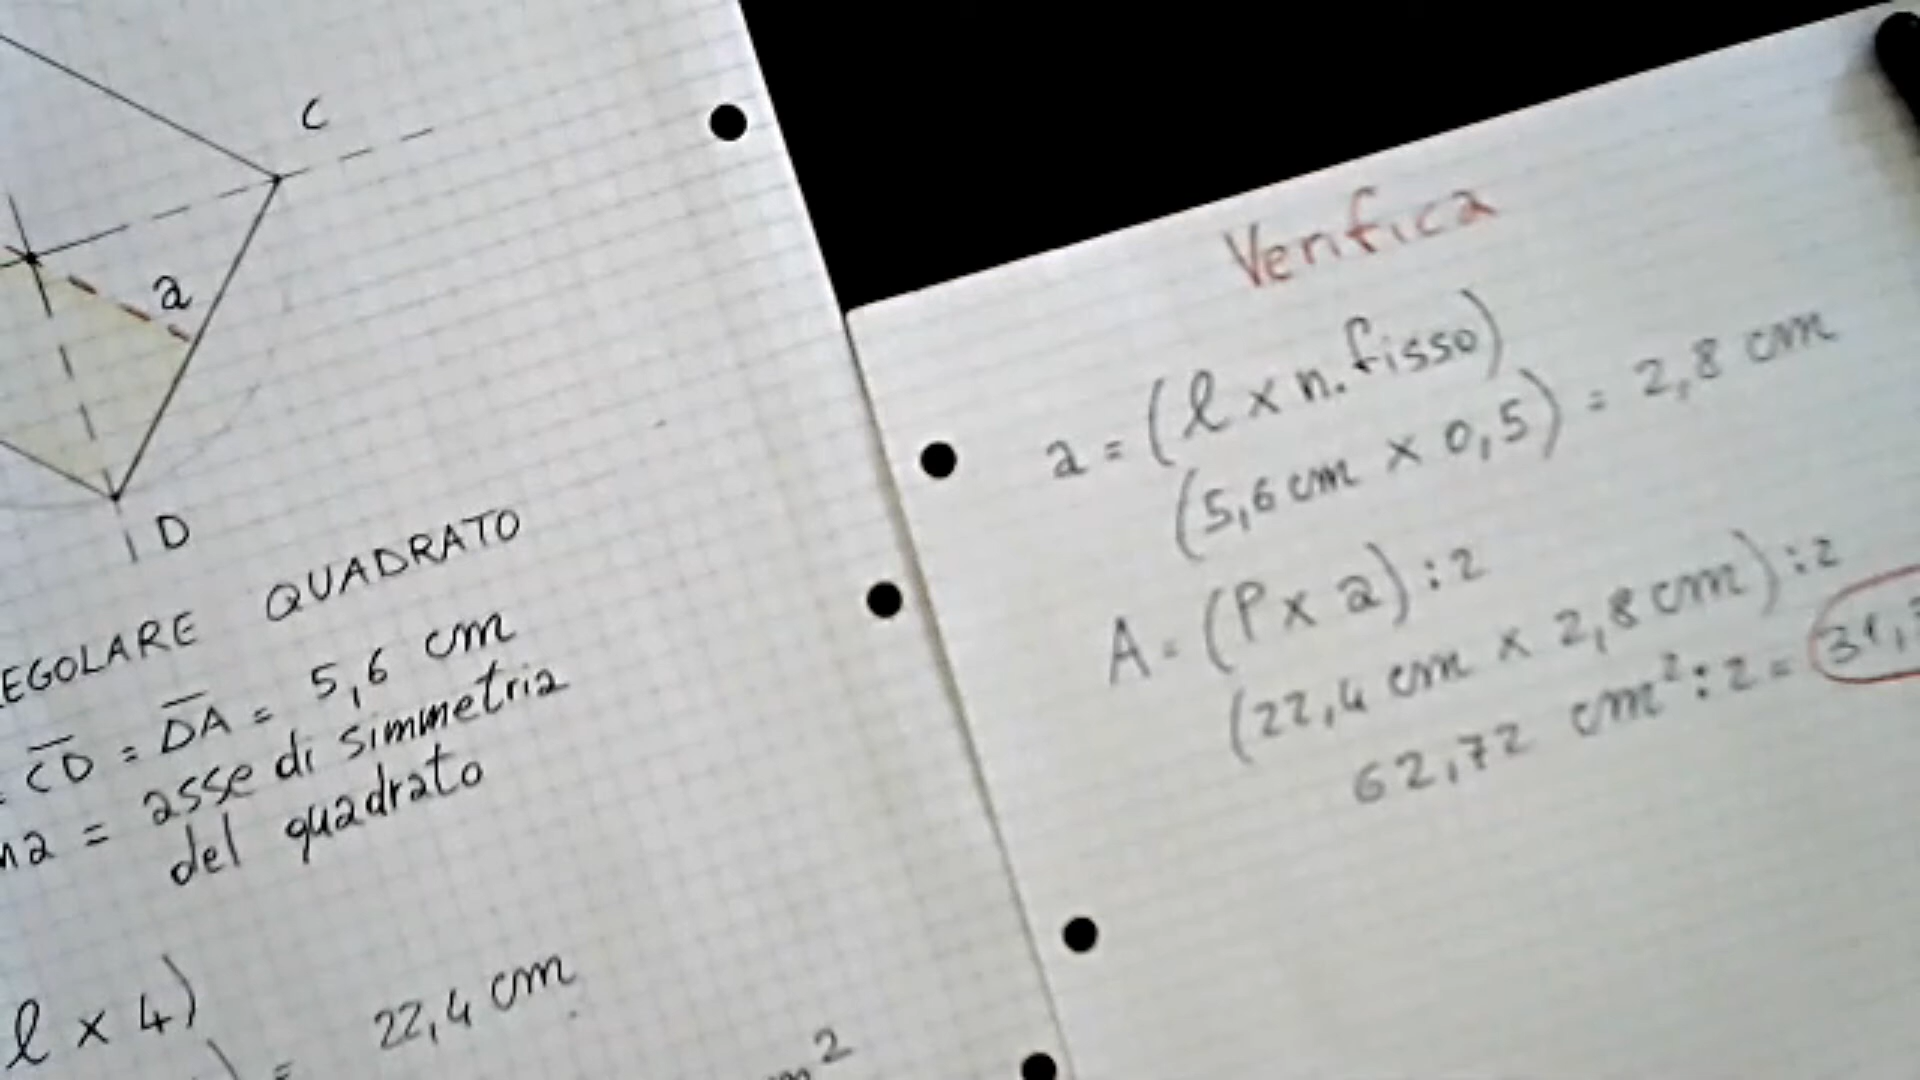 C
a
D
EGOLARE QUADRATO
= CD = DA = 5,6 cm
asse di simmetria
del quadrato
l x 4)
) = 22,4 cm
m²
Verifica
a = (l x n. fisso)
(5,6 cm x 0,5) = 2,8 cm
A = (P x a) : 2
(22,4 cm x 2,8 cm) : 2
62,72 cm² : 2 = 31,